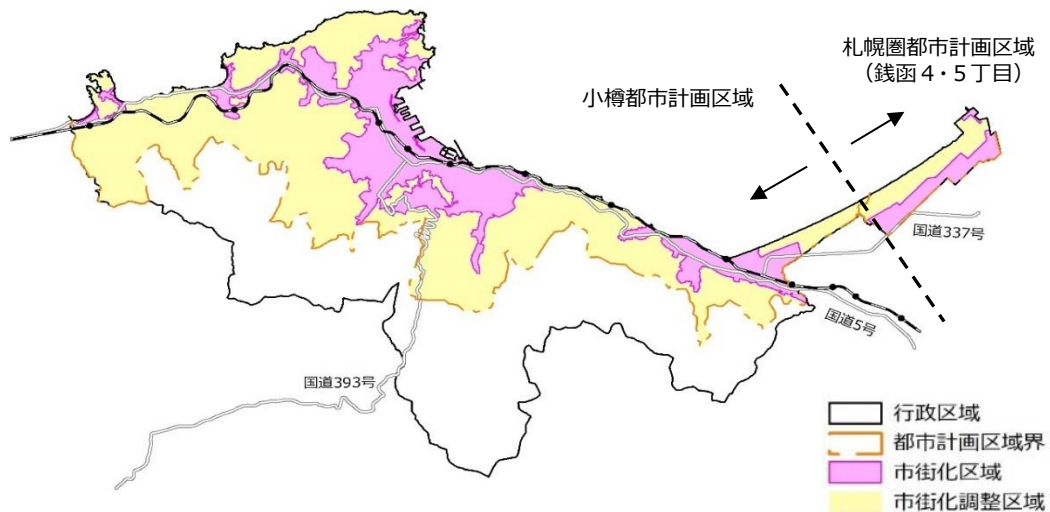 札幌圏都市計画区域
（銭函４・５丁目）
小樽都市計画区域
国道337号
国道5号
国道393号
行政区域
都市計画区域界
市街化区域
市街化調整区域